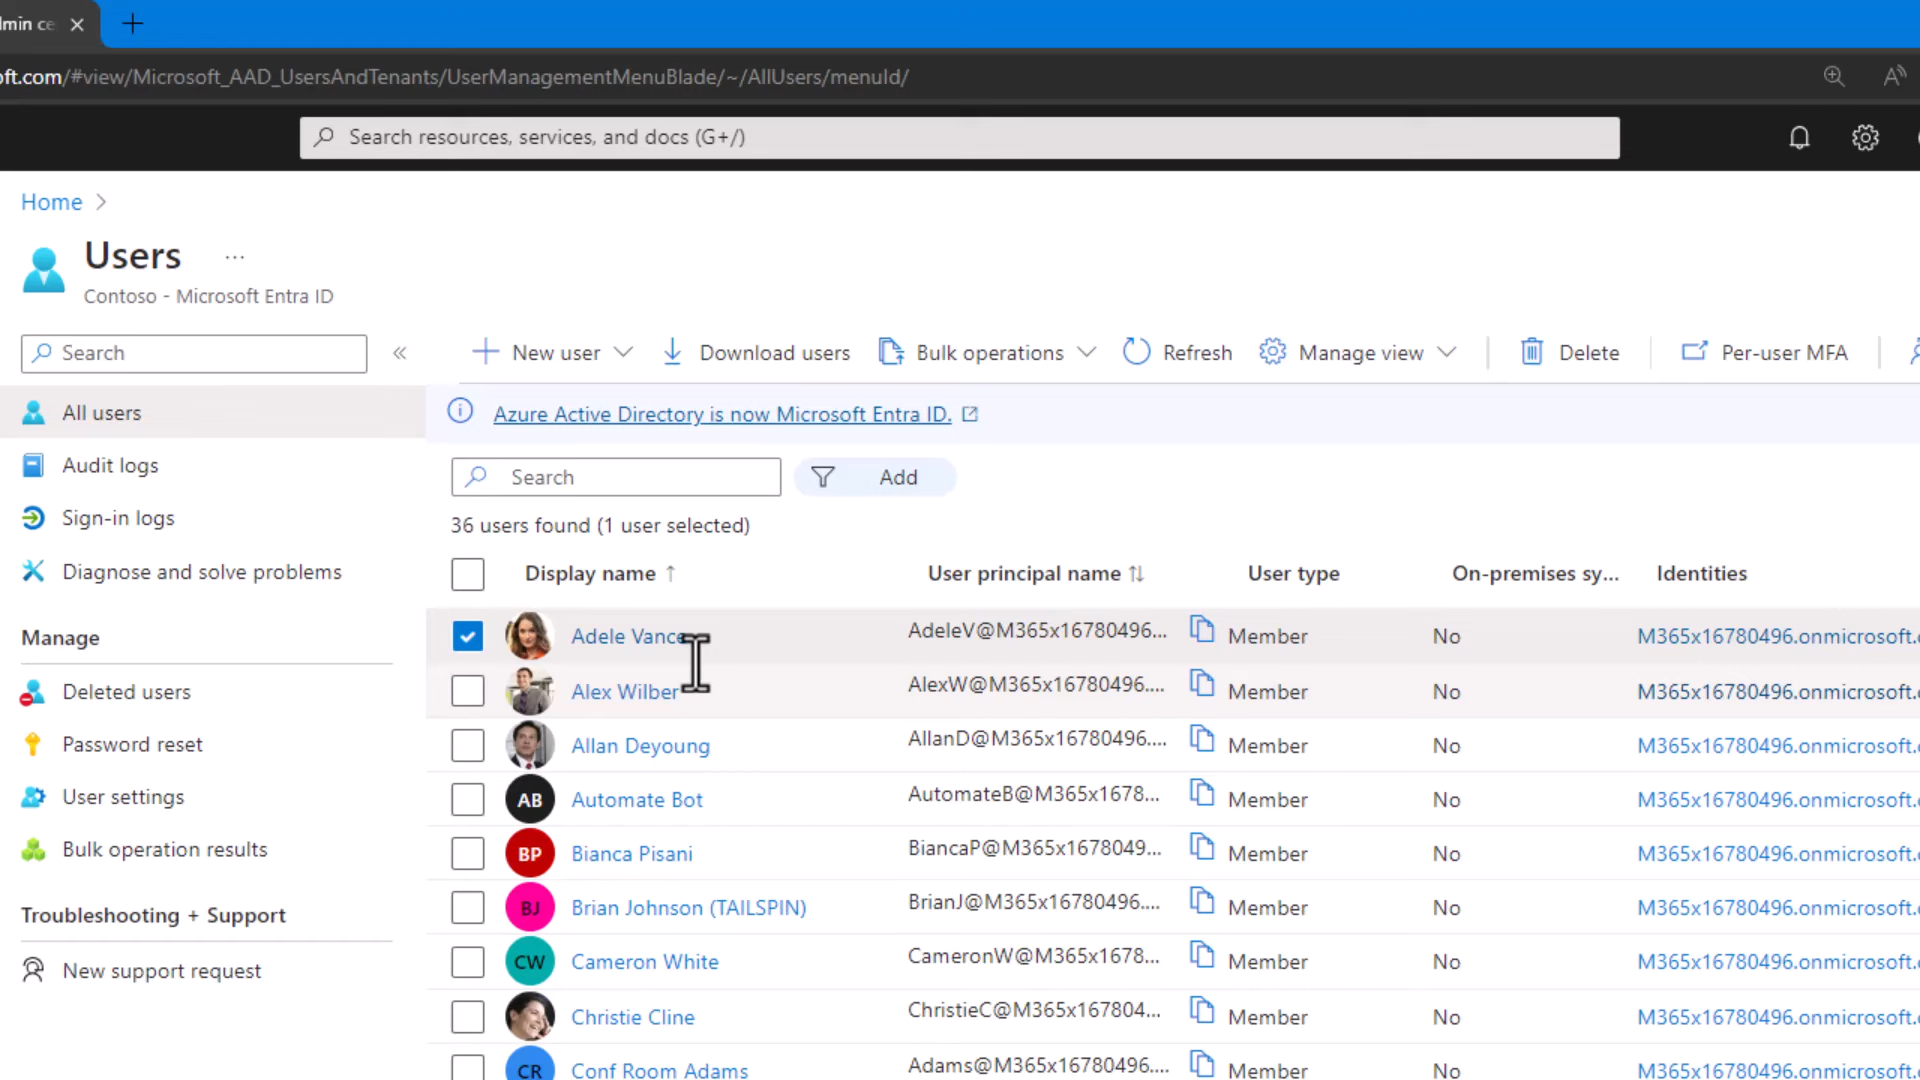 dmin ce
oft.com/#view/Microsoft_AAD_UsersAndTenants/UserManagementMenuBlade/~/AllUsers/menuId/
Search resources, services, and docs (G+/)
Home
Users ...
Contoso - Microsoft Entra ID
Search
New user
Download users
Bulk operations
Refresh
Manage view
Delete
Per-user MFA
All users
Audit logs
Sign-in logs
Diagnose and solve problems
Manage
Deleted users
Password reset
User settings
Bulk operation results
Troubleshooting + Support
New support request
Azure Active Directory is now Microsoft Entra ID.
Search
Add
36 users found (1 user selected)
Display name ↑ User principal name ↑↓ User type On-premises sy... Identities
Adele Vance AdeleV@M365x16780496... Member No M365x16780496.onmicrosoft.
Alex Wilber AlexW@M365x16780496.... Member No M365x16780496.onmicrosoft.
Allan Deyoung AllanD@M365x16780496.... Member No M365x16780496.onmicrosoft.
AB Automate Bot AutomateB@M365x1678... Member No M365x16780496.onmicrosoft.
BP Bianca Pisani BiancaP@M365x1678049... Member No M365x16780496.onmicrosoft.
BJ Brian Johnson (TAILSPIN) BrianJ@M365x16780496.... Member No M365x16780496.onmicrosoft.
CW Cameron White CameronW@M365x1678... Member No M365x16780496.onmicrosoft.
Christie Cline ChristieC@M365x167804... Member No M365x16780496.onmicrosoft.
CR Conf Room Adams Adams@M365x16780496.... Member No M365x16780496.onmicrosoft.